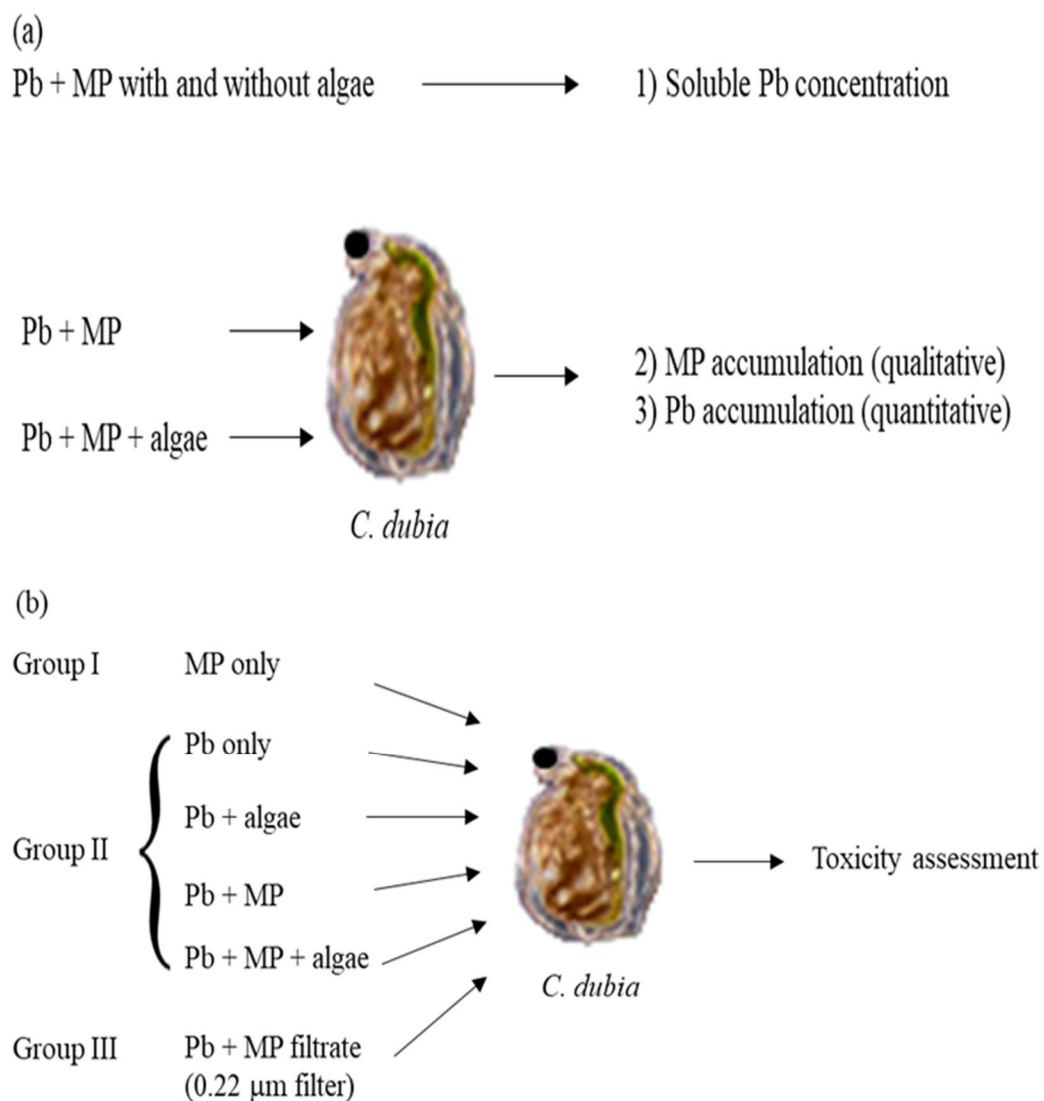 (a)
Pb + MP with and without algae
1) Soluble Pb concentration
Pb + MP
Pb + MP + algae
2) MP accumulation (qualitative)
3) Pb accumulation (quantitative)
C. dubia
(b)
Group I MP only
Pb only
Pb + algae
Group II
Pb + MP
Pb + MP + algae
Toxicity assessment
C. dubia
Group III Pb + MP filtrate
(0.22 μm filter)